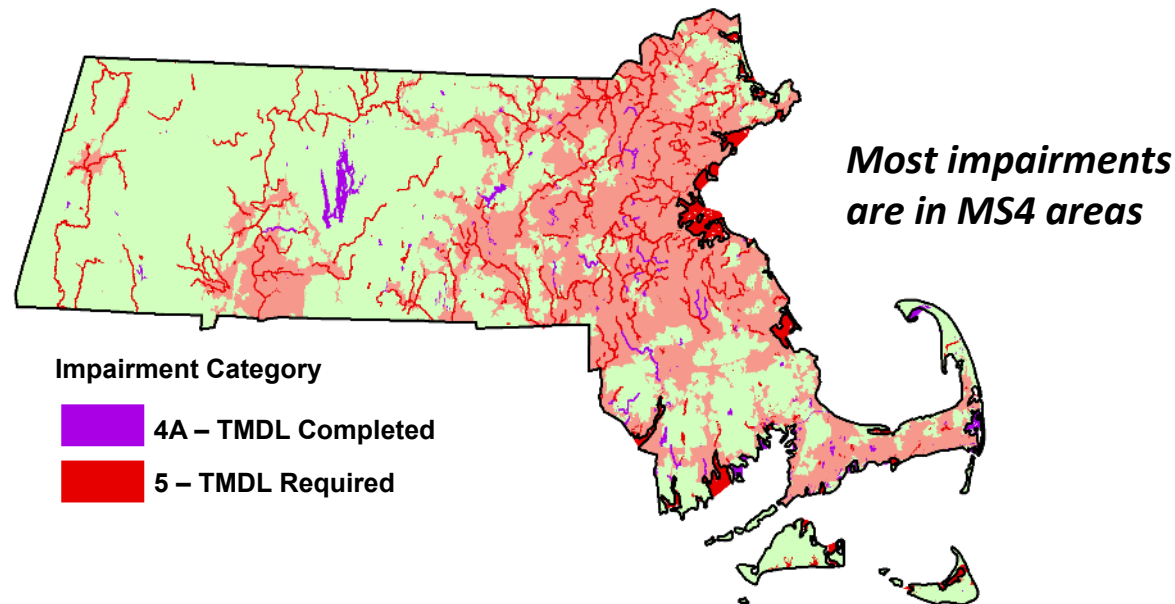 Most impairments
are in MS4 areas
Impairment Category
4A – TMDL Completed
5 – TMDL Required